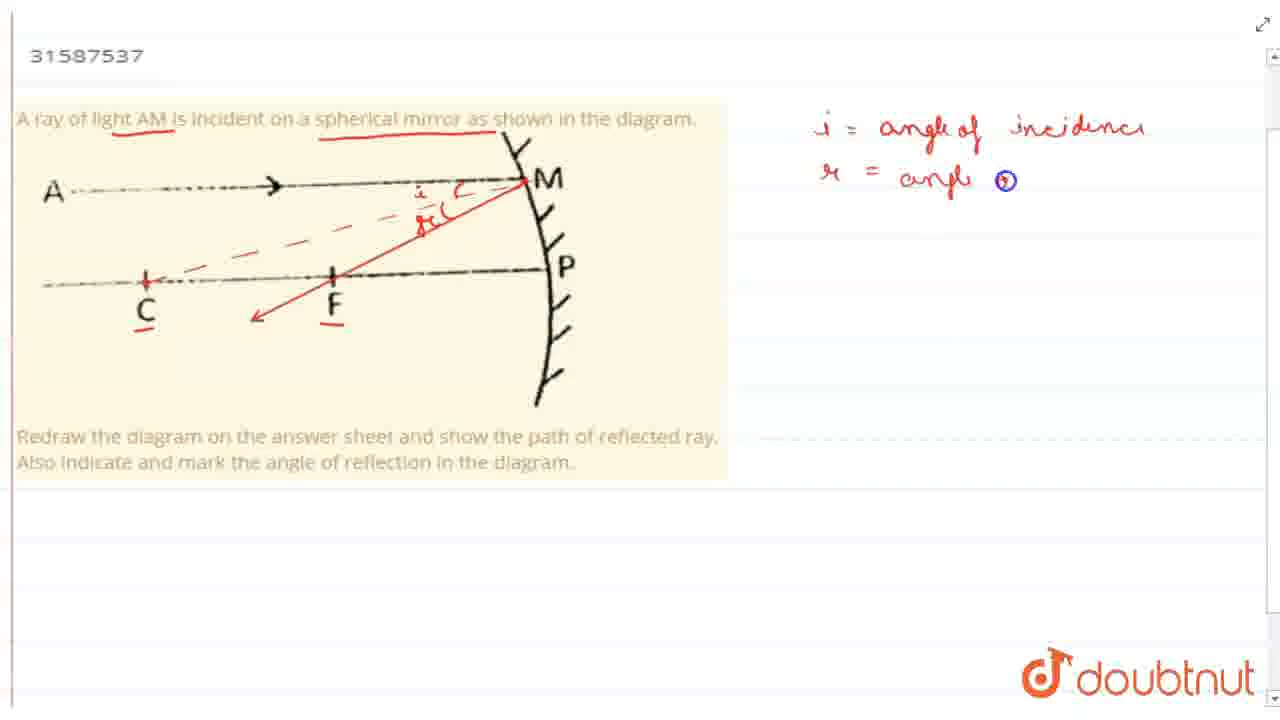 31587537
A ray of light AM is incident on a spherical mirror as shown in the diagram.
i = angle of incidence
r = angle
A
M
i
r
P
C
F
Redraw the diagram on the answer sheet and show the path of reflected ray.
Also indicate and mark the angle of reflection in the diagram.
doubtnut